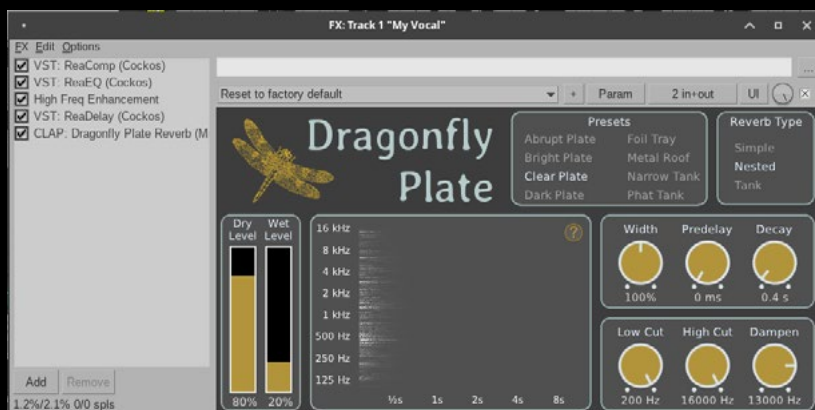 FX: Track 1 "My Vocal"
FX Edit Options
VST: ReaComp (Cockos)
VST: ReaEQ (Cockos)
High Freq Enhancement
VST: ReaDelay (Cockos)
CLAP: Dragonfly Plate Reverb (M
Add Remove
1.2%/2.1% 0/0 spls
...
Reset to factory default + Param 2 in+out UI
Dragonfly
Plate
Presets
Abrupt Plate Foil Tray
Bright Plate Metal Roof
Clear Plate Narrow Tank
Dark Plate Phat Tank
Reverb Type
Simple
Nested
Tank
Dry Wet
Level Level
80% 20%
16 kHz
8 kHz
4 kHz
2 kHz
1 kHz
500 Hz
250 Hz
125 Hz
½s 1s 2s 4s 8s
?
Width Predelay Decay
100% 0 ms 0.4 s
Low Cut High Cut Dampen
200 Hz 16000 Hz 13000 Hz